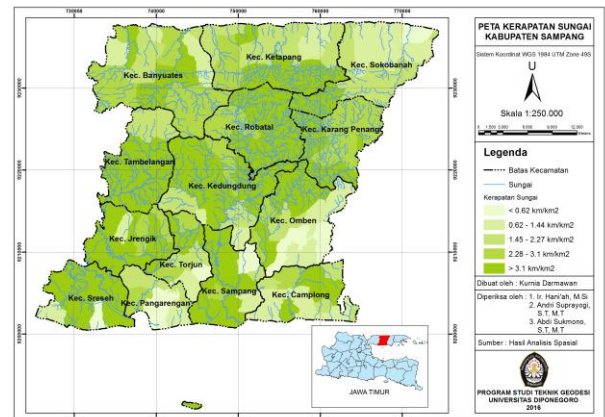 PETA KERAPATAN SUNGAI
KABUPATEN SAMPANG
Sistem Koordinat WGS 1984 UTM Zone 49S
U
Skala 1:250.000
Legenda
Batas Kecamatan
Sungai
Kerapatan Sungai
< 0.62 km/km2
0.62 - 1.44 km/km2
1.45 - 2.27 km/km2
2.28 - 3.1 km/km2
> 3.1 km/km2
Dibuat oleh : Kurnia Darmawan
Diperiksa oleh : 1. Ir. Hani'ah, M.Si
2. Andri Suprayogi,
S.T, M.T
3. Abdi Sukmono,
S.T, M.T
Sumber : Hasil Analisis Spasial
PROGRAM STUDI TEKNIK GEODESI
UNIVERSITAS DIPONEGORO
2016
Kec. Banyuates
Kec. Ketapang
Kec. Sokobanah
Kec. Robatal
Kec. Karang Penang
Kec. Tambelangan
Kec. Kedungdung
Kec. Omben
Kec. Jrengik
Kec. Torjun
Kec. Sreseh
Kec. Pangarengan
Kec. Sampang
Kec. Camplong
JAWA TIMUR